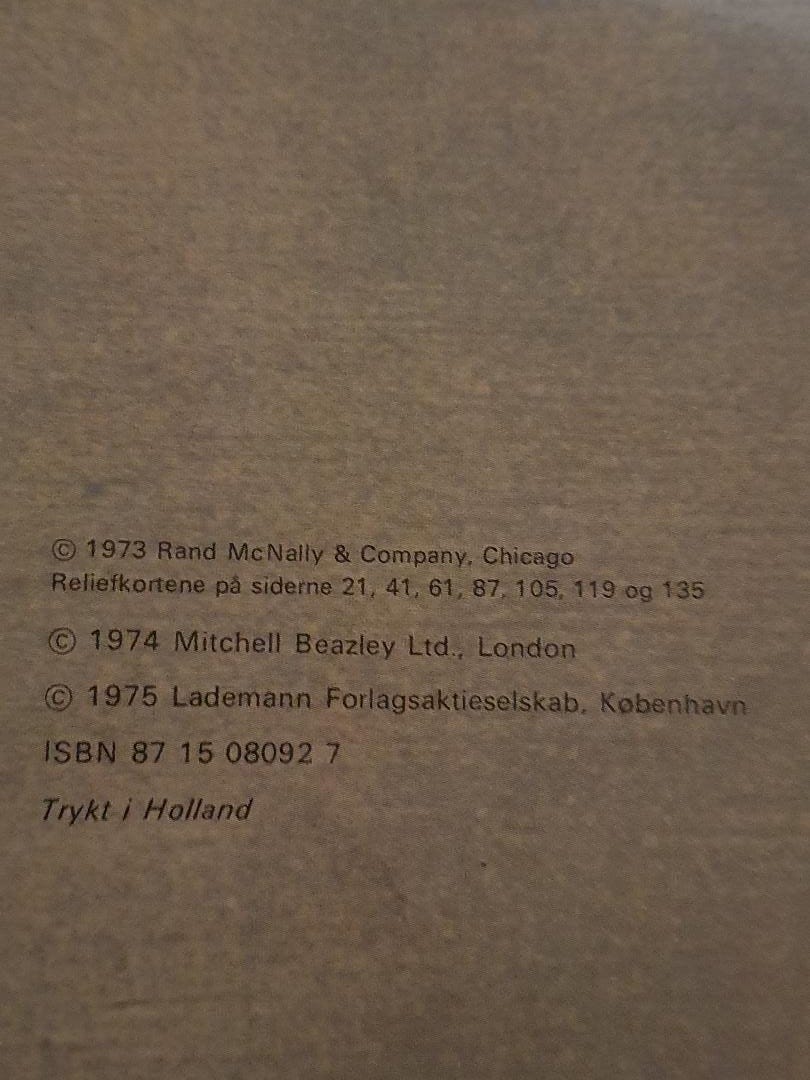 © 1973 Rand McNally & Company, Chicago
Reliefkortene på siderne 21, 41, 61, 87, 105, 119 og 135
© 1974 Mitchell Beazley Ltd., London
© 1975 Lademann Forlagsaktieselskab, København
ISBN 87 15 08092 7
Trykt i Holland